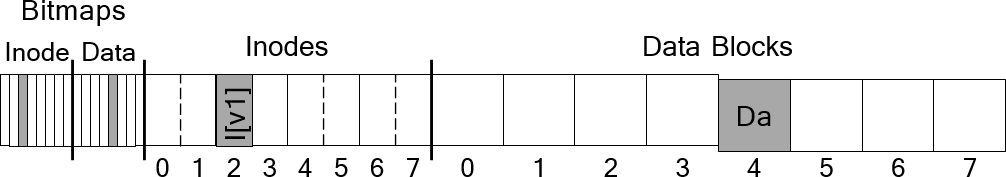 Bitmaps
Inode Data Inodes Data Blocks
I[v1] Da
0 1 2 3 4 5 6 7 0 1 2 3 4 5 6 7